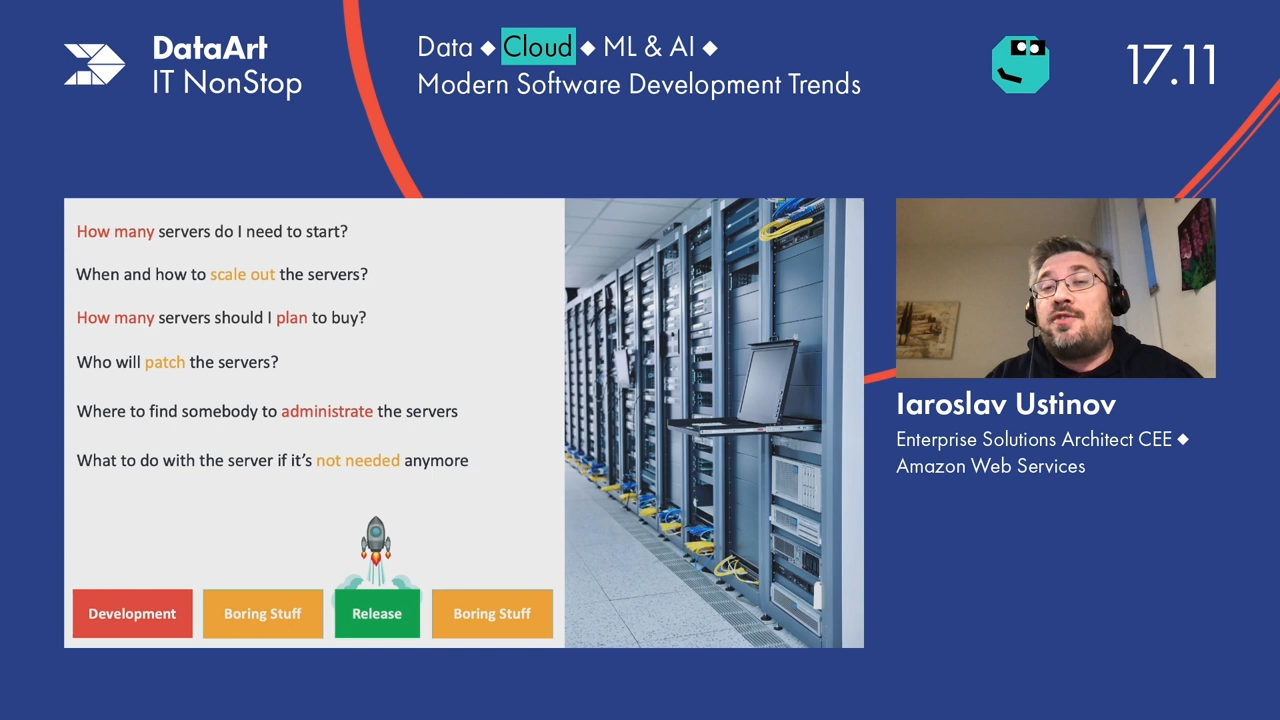 DataArt
IT NonStop
Data ◆ Cloud ◆ ML & AI ◆
Modern Software Development Trends
17.11
How many servers do I need to start?
When and how to scale out the servers?
How many servers should I plan to buy?
Who will patch the servers?
Where to find somebody to administrate the servers
What to do with the server if it’s not needed anymore
Development
Boring Stuff
Release
Boring Stuff
Iaroslav Ustinov
Enterprise Solutions Architect CEE ◆
Amazon Web Services